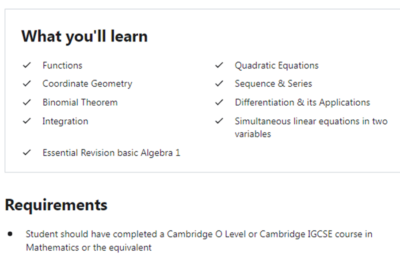 What you'll learn
Functions
Quadratic Equations
Coordinate Geometry
Sequence & Series
Binomial Theorem
Differentiation & its Applications
Integration
Simultaneous linear equations in two
variables
Essential Revision basic Algebra 1
Requirements
Student should have completed a Cambridge O Level or Cambridge IGCSE course in
Mathematics or the equivalent